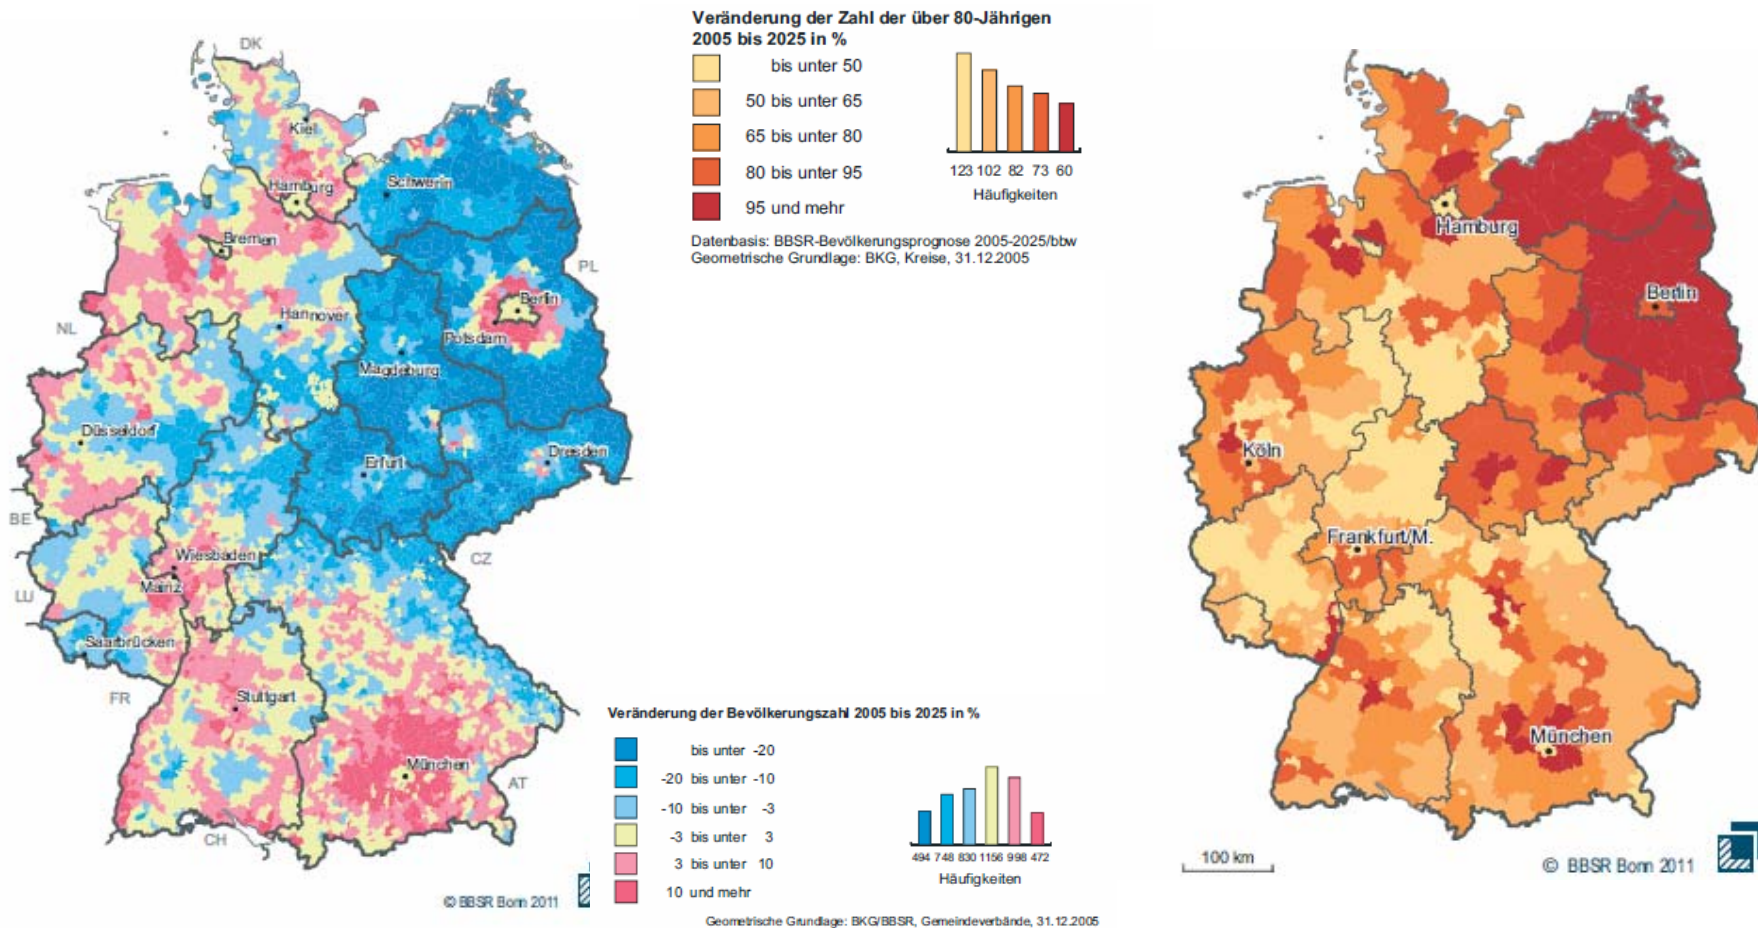 DK
Kiel
Hamburg
Schwerin
Bremen
PL
Berlin
NL
Hannover
Potsdam
Magdeburg
Düsseldorf
Erfurt
Dresden
BE
Wiesbaden
CZ
Mainz
LU
Saarbrücken
FR
Stuttgart
München
AT
CH
© BBSR Bonn 2011
Veränderung der Zahl der über 80-Jährigen
2005 bis 2025 in %
bis unter 50
50 bis unter 65
65 bis unter 80
80 bis unter 95
95 und mehr
123 102 82 73 60
Häufigkeiten
Datenbasis: BBSR-Bevölkerungsprognose 2005-2025/bbw
Geometrische Grundlage: BKG, Kreise, 31.12.2005
Veränderung der Bevölkerungszahl 2005 bis 2025 in %
bis unter -20
-20 bis unter -10
-10 bis unter -3
-3 bis unter 3
3 bis unter 10
10 und mehr
494 748 830 1156 998 472
Häufigkeiten
Geometrische Grundlage: BKG/BBSR, Gemeindeverbände, 31.12.2005
Hamburg
Berlin
Köln
Frankfurt/M.
München
100 km
© BBSR Bonn 2011